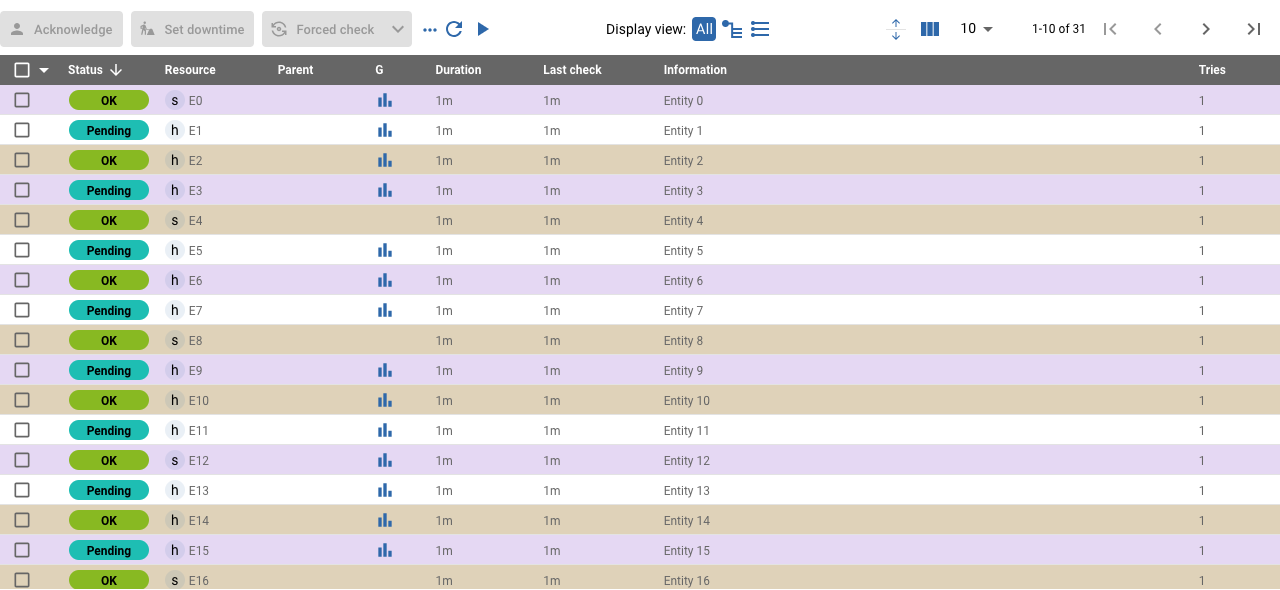 Acknowledge Set downtime Forced check Display view: All 10 1-10 of 31
Status Resource Parent G Duration Last check Information Tries
OK s E0 1m 1m Entity 0 1
Pending h E1 1m 1m Entity 1 1
OK h E2 1m 1m Entity 2 1
Pending h E3 1m 1m Entity 3 1
OK s E4 1m 1m Entity 4 1
Pending h E5 1m 1m Entity 5 1
OK h E6 1m 1m Entity 6 1
Pending h E7 1m 1m Entity 7 1
OK s E8 1m 1m Entity 8 1
Pending h E9 1m 1m Entity 9 1
OK h E10 1m 1m Entity 10 1
Pending h E11 1m 1m Entity 11 1
OK s E12 1m 1m Entity 12 1
Pending h E13 1m 1m Entity 13 1
OK h E14 1m 1m Entity 14 1
Pending h E15 1m 1m Entity 15 1
OK s E16 1m 1m Entity 16 1